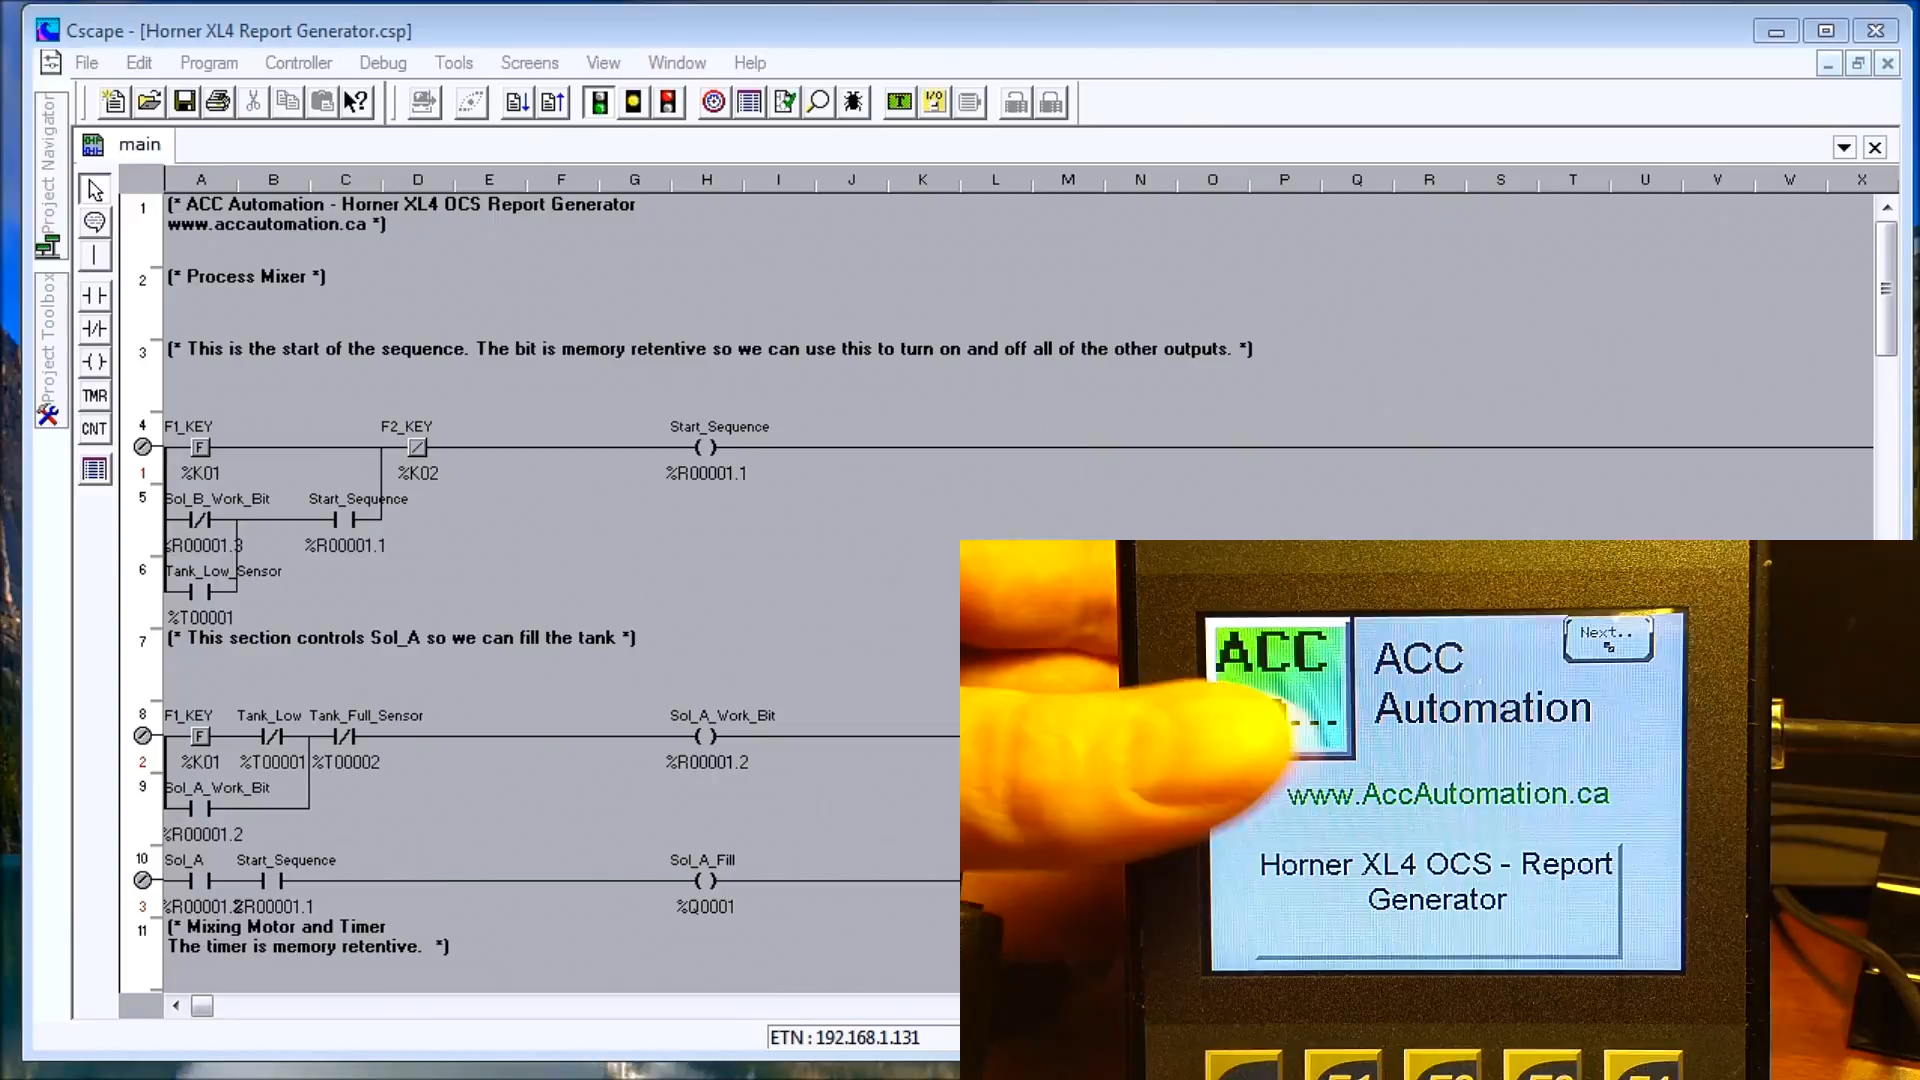 Cscape - [Horner XL4 Report Generator.csp]
File Edit Program Controller Debug Tools Screens View Window Help
Project Navigator
Project Toolbox
main
A B C D E F G H I J K L M N O P Q R S T U V W X
1 (* ACC Automation - Horner XL4 OCS Report Generator
www.accautomation.ca *)
2 (* Process Mixer *)
3 (* This is the start of the sequence. The bit is memory retentive so we can use this to turn on and off all of the other outputs. *)
TMR
CNT
4 F1_KEY F2_KEY Start_Sequence
F
1 %K01 %K02 %R00001.1
5 Sol_B_Work_Bit Start_Sequence
%R00001.3 %R00001.1
6 Tank_Low_Sensor
%T00001
7 (* This section controls Sol_A so we can fill the tank *)
8 F1_KEY Tank_Low Tank_Full_Sensor Sol_A_Work_Bit
F
2 %K01 %T00001 %T00002 %R00001.2
9 Sol_A_Work_Bit
%R00001.2
10 Sol_A Start_Sequence Sol_A_Fill
3 %R00001.2 %R00001.1 %Q0001
11 (* Mixing Motor and Timer
The timer is memory retentive. *)
ETN : 192.168.1.131
ACC
ACC
Automation
Next..
www.AccAutomation.ca
Horner XL4 OCS - Report
Generator